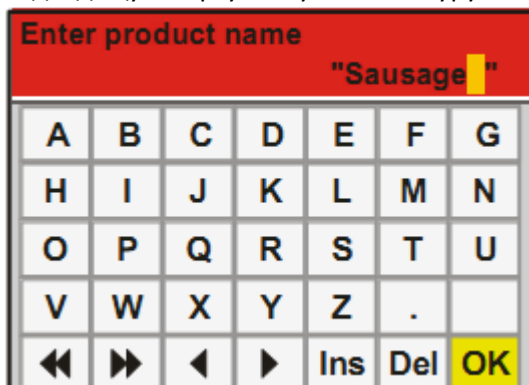 Enter product name
"Sausage "
A B C D E F G
H I J K L M N
O P Q R S T U
V W X Y Z .
Ins Del OK